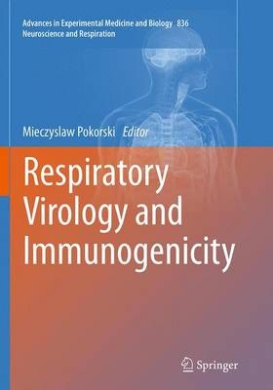 Advances in Experimental Medicine and Biology 836
Neuroscience and Respiration
Mieczyslaw Pokorski Editor
Respiratory
Virology and
Immunogenicity
Springer